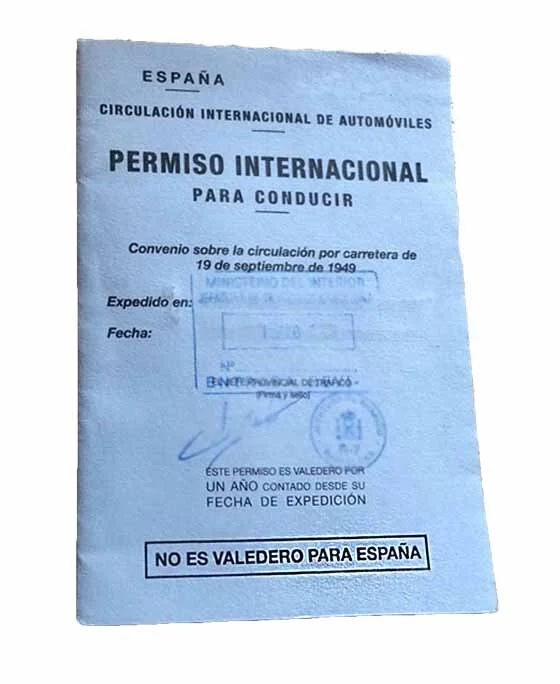 ESPAÑA
CIRCULACIÓN INTERNACIONAL DE AUTOMÓVILES
PERMISO INTERNACIONAL
PARA CONDUCIR
Convenio sobre la circulación por carretera de
19 de septiembre de 1949
MINISTERIO DEL INTERIOR
Expedido en:
Fecha:
Nº
PROVINCIAL DE TRÁFICO
(Firma y sello)
ESTE PERMISO ES VALEDERO POR
UN AÑO CONTADO DESDE SU
FECHA DE EXPEDICIÓN
NO ES VALEDERO PARA ESPAÑA